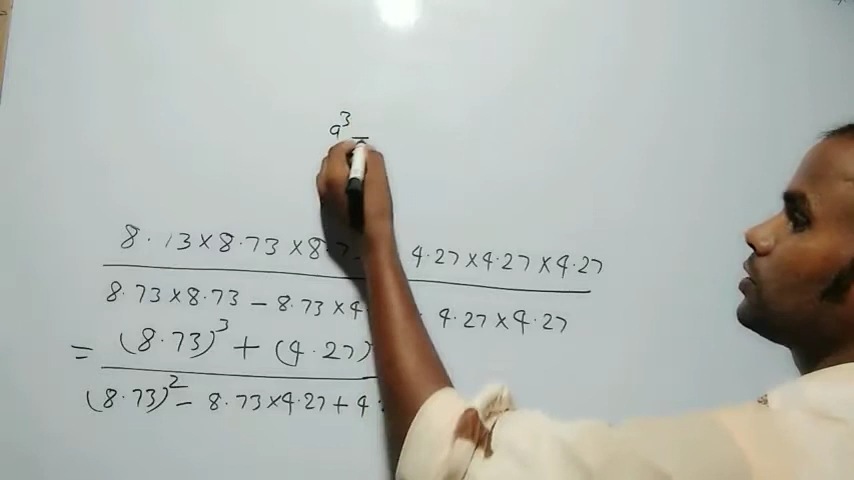 a³ –
8.13×8.73×8.7 4.27×4.27×4.27
8.73×8.73 – 8.73×4. 4.27×4.27
= (8.73)³ + (4.27)
(8.73)² – 8.73×4.27 + 4.